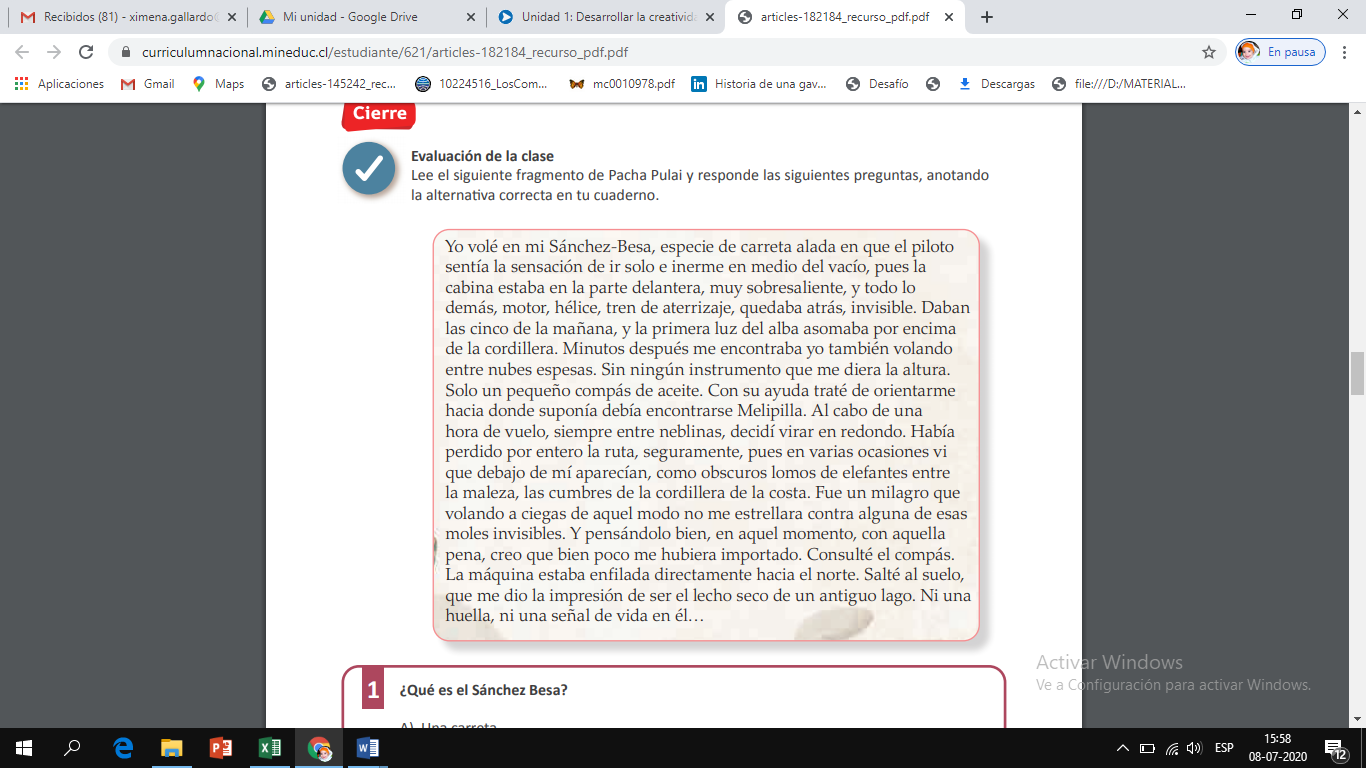 Recibidos (81) - ximena.gallardo@
Mi unidad - Google Drive
Unidad 1: Desarrollar la creativida
articles-182184_recurso_pdf.pdf
curriculumnacional.mineduc.cl/estudiante/621/articles-182184_recurso_pdf.pdf
En pausa
Aplicaciones
Gmail
Maps
articles-145242_rec...
10224516_LosCom...
mc0010978.pdf
Historia de una gav...
Desafío
Descargas
file:///D:/MATERIAL...
Cierre
Evaluación de la clase
Lee el siguiente fragmento de Pacha Pulai y responde las siguientes preguntas, anotando
la alternativa correcta en tu cuaderno.
Yo volé en mi Sánchez-Besa, especie de carreta alada en que el piloto
sentía la sensación de ir solo e inerme en medio del vacío, pues la
cabina estaba en la parte delantera, muy sobresaliente, y todo lo
demás, motor, hélice, tren de aterrizaje, quedaba atrás, invisible. Daban
las cinco de la mañana, y la primera luz del alba asomaba por encima
de la cordillera. Minutos después me encontraba yo también volando
entre nubes espesas. Sin ningún instrumento que me diera la altura.
Solo un pequeño compás de aceite. Con su ayuda traté de orientarme
hacia donde suponía debía encontrarse Melipilla. Al cabo de una
hora de vuelo, siempre entre neblinas, decidí virar en redondo. Había
perdido por entero la ruta, seguramente, pues en varias ocasiones vi
que debajo de mí aparecían, como obscuros lomos de elefantes entre
la maleza, las cumbres de la cordillera de la costa. Fue un milagro que
volando a ciegas de aquel modo no me estrellara contra alguna de esas
moles invisibles. Y pensándolo bien, en aquel momento, con aquella
pena, creo que bien poco me hubiera importado. Consulté el compás.
La máquina estaba enfilada directamente hacia el norte. Salté al suelo,
que me dio la impresión de ser el lecho seco de un antiguo lago. Ni una
huella, ni una señal de vida en él…
1 ¿Qué es el Sánchez Besa?
A) Una carreta
Activar Windows
Ve a Configuración para activar Windows.
ESP
15:58
08-07-2020
12